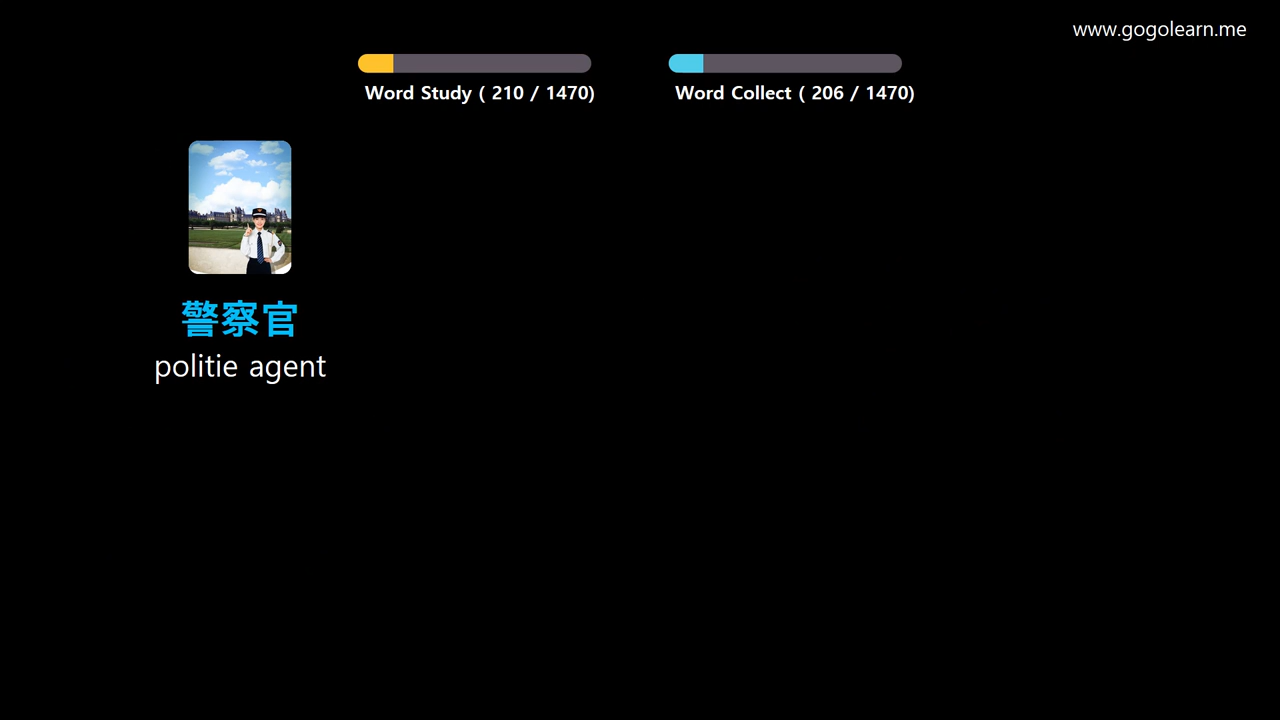 www.gogolearn.me
Word Study ( 210 / 1470)
Word Collect ( 206 / 1470)
警察官
politie agent